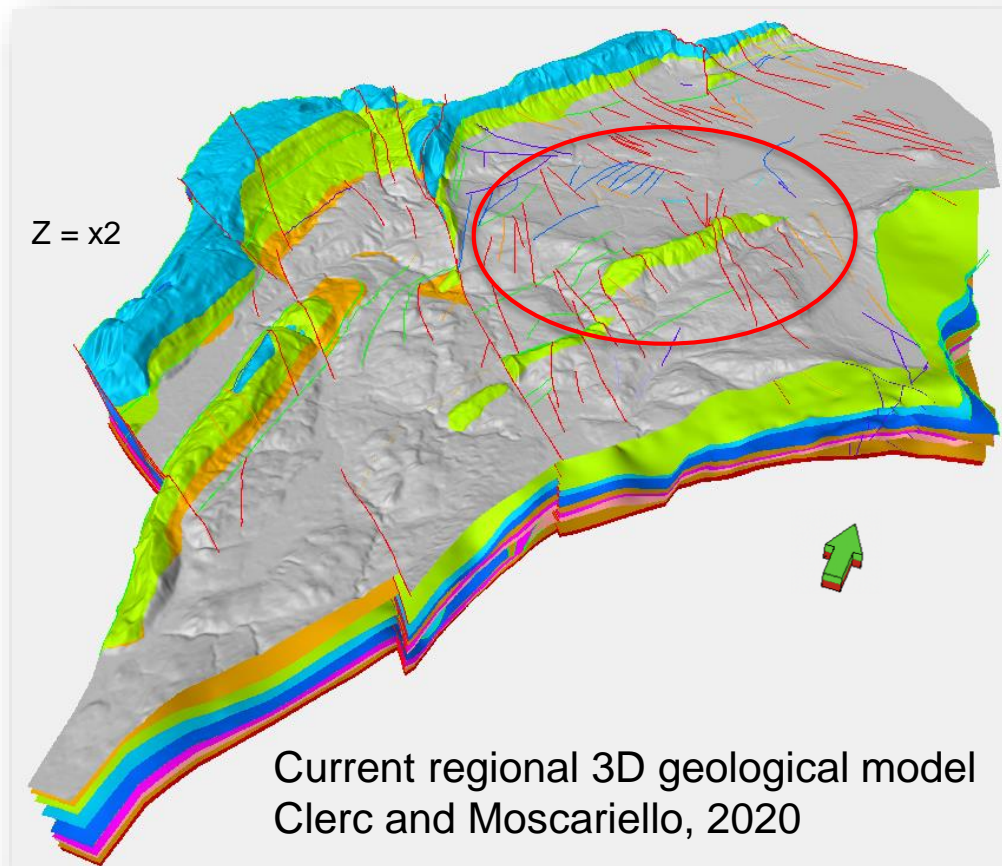 Z = x2
Current regional 3D geological model
Clerc and Moscariello, 2020